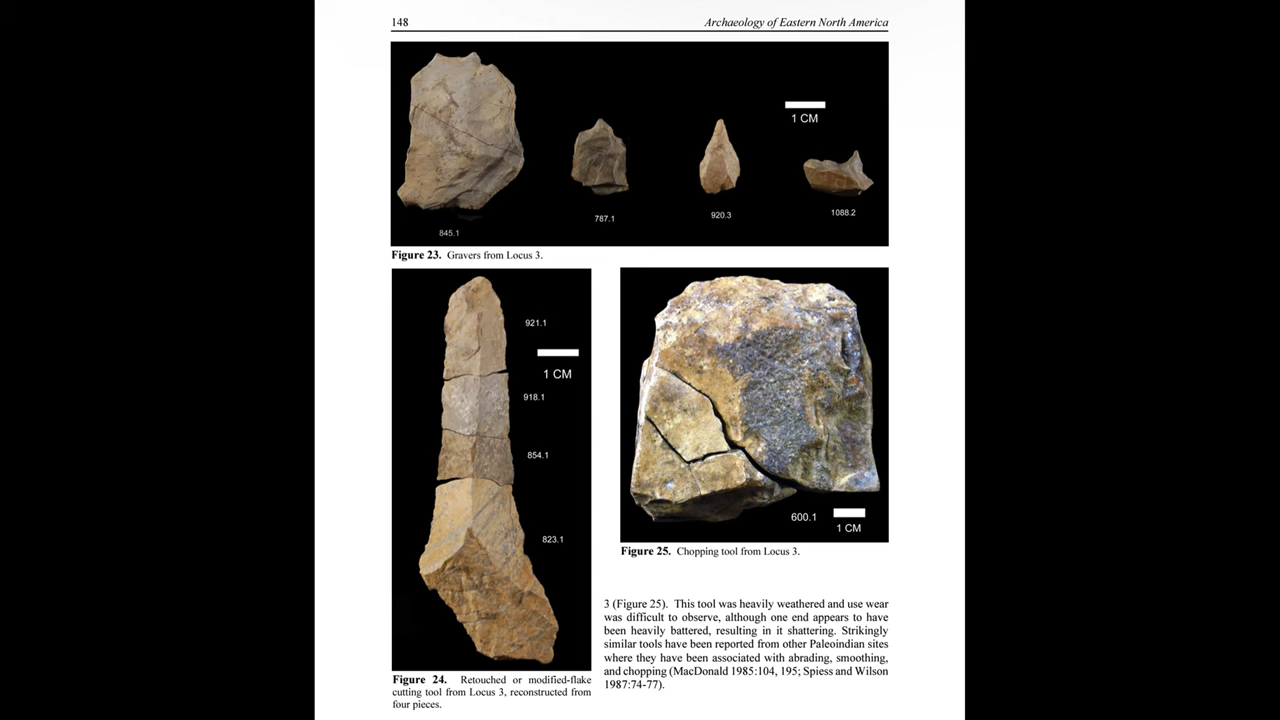 148 Archaeology of Eastern North America
1 CM
845.1
787.1
920.3
1088.2
Figure 23. Gravers from Locus 3.
921.1
1 CM
918.1
854.1
823.1
Figure 24. Retouched or modified-flake
cutting tool from Locus 3, reconstructed from
four pieces.
600.1
1 CM
Figure 25. Chopping tool from Locus 3.
3 (Figure 25). This tool was heavily weathered and use wear
was difficult to observe, although one end appears to have
been heavily battered, resulting in it shattering. Strikingly
similar tools have been reported from other Paleoindian sites
where they have been associated with abrading, smoothing,
and chopping (MacDonald 1985:104, 195; Spiess and Wilson
1987:74-77).